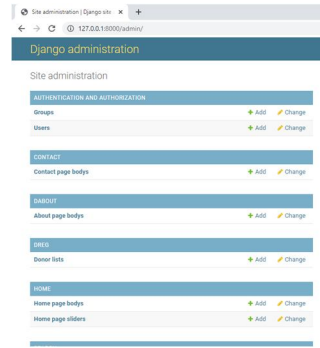 Site administration | Django site
127.0.0.1:8000/admin/
Django administration
Site administration
AUTHENTICATION AND AUTHORIZATION
Groups + Add Change
Users + Add Change
CONTACT
Contact page bodys + Add Change
DABOUT
About page bodys + Add Change
DREG
Donor lists + Add Change
HOME
Home page bodys + Add Change
Home page sliders + Add Change